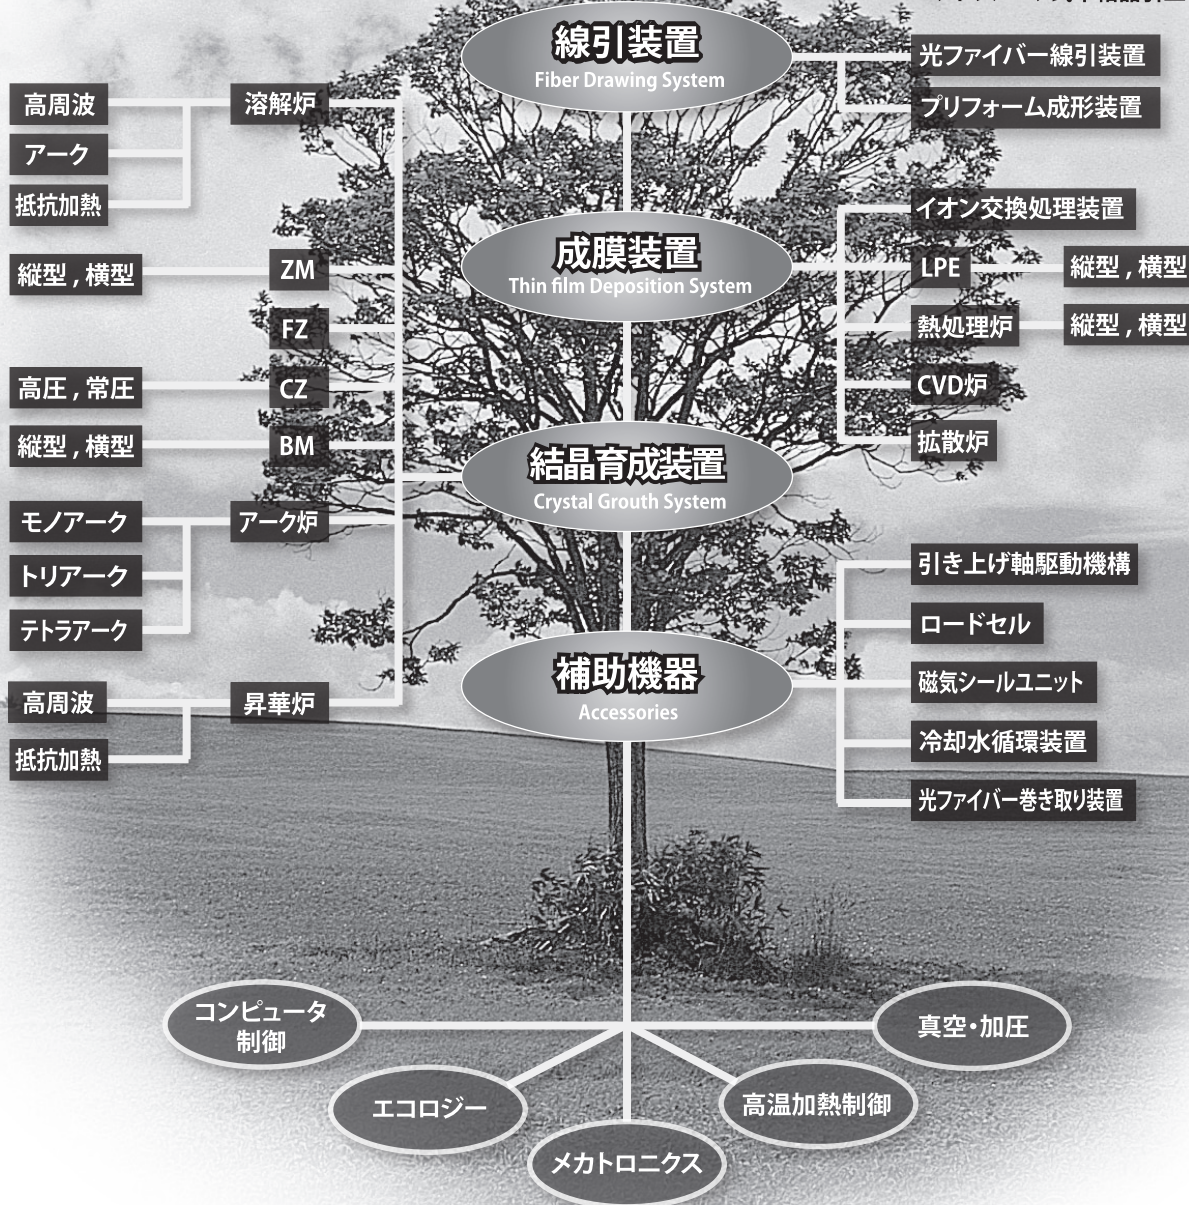 線引装置
Fiber Drawing System
光ファイバー線引装置
プリフォーム成形装置
高周波
溶解炉
アーク
抵抗加熱
成膜装置
Thin film Deposition System
イオン交換処理装置
LPE
縦型 , 横型
熱処理炉
縦型 , 横型
CVD炉
拡散炉
縦型 , 横型
ZM
FZ
高圧 , 常圧
CZ
縦型 , 横型
BM
結晶育成装置
Crystal Grouth System
モノアーク
アーク炉
トリアーク
テトラアーク
高周波
昇華炉
抵抗加熱
補助機器
Accessories
引き上げ軸駆動機構
ロードセル
磁気シールユニット
冷却水循環装置
光ファイバー巻き取り装置
コンピュータ
制御
エコロジー
メカトロニクス
高温加熱制御
真空・加圧